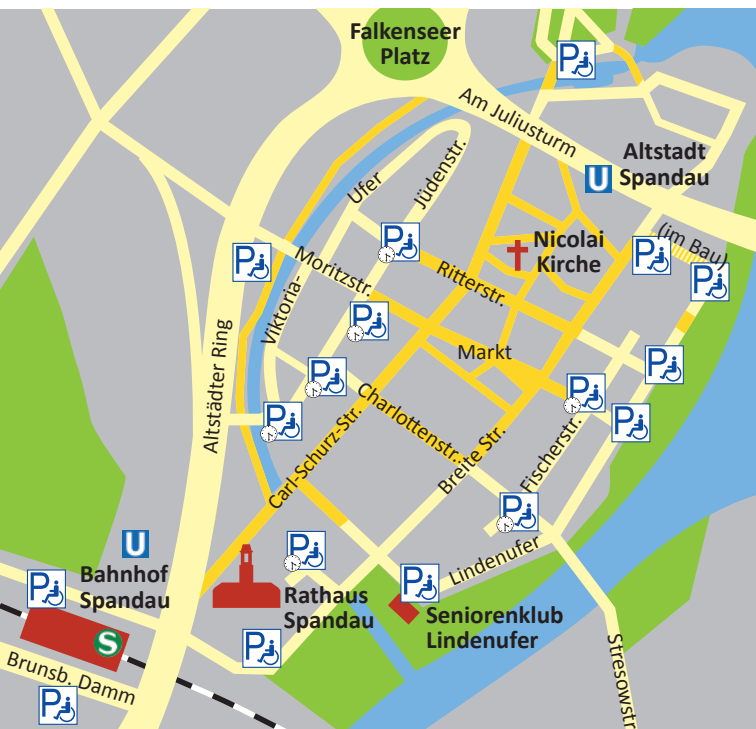 Falkenseer
Platz
P
Am Juliusturm
Altstadt
Spandau
U
Ufer
Jüdenstr.
(im Bau)
P
P
P
P
Nicolai
Kirche
Moritzstr.
Ritterstr.
Viktoria-
P
Markt
Altstädter Ring
P
P
P
P
P
Charlottenstr.
Carl-Schurz-Str.
Breite Str.
Fischerstr.
P
U
Bahnhof
Spandau
P
P
Lindenufer
P
Rathaus
Spandau
Seniorenklub
Lindenufer
S
P
Brunsb. Damm
P
Stresowstr